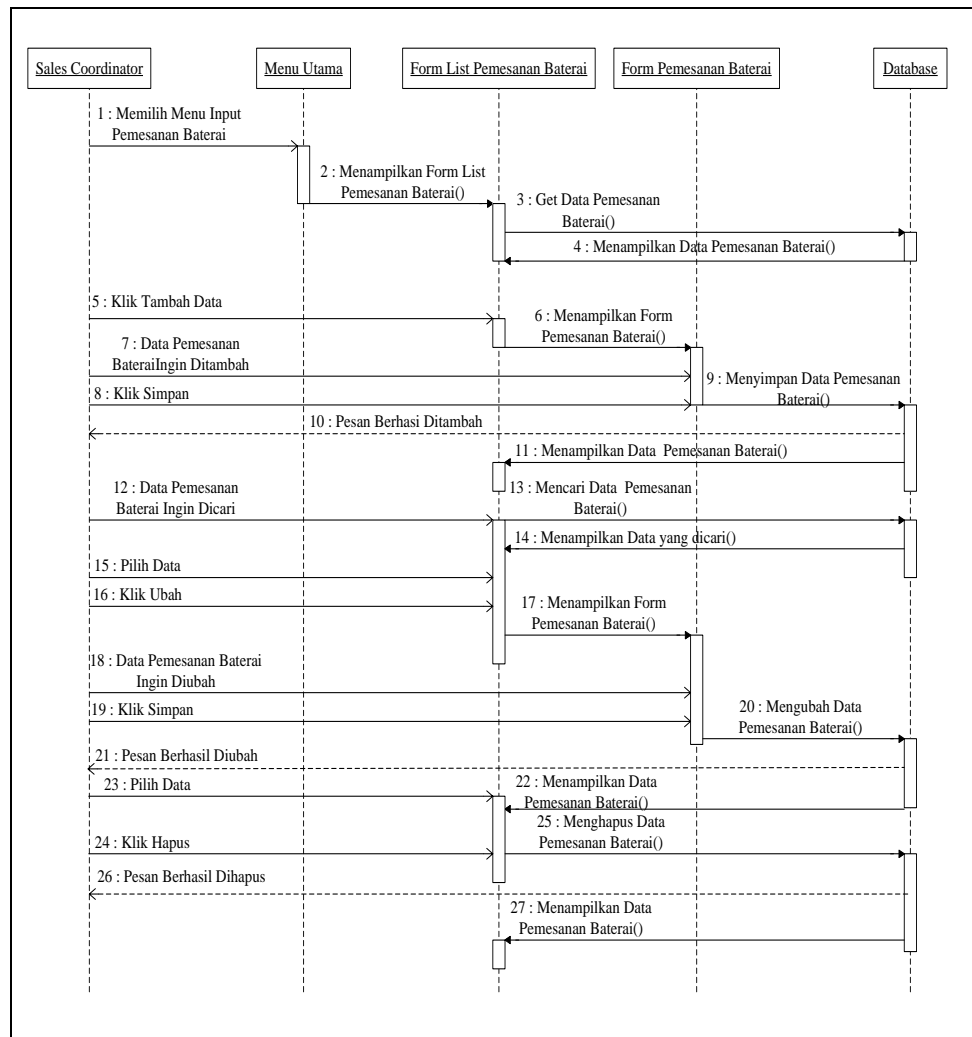 Sales Coordinator
Menu Utama
Form List Pemesanan Baterai
Form Pemesanan Baterai
Database
1 : Memilih Menu Input
Pemesanan Baterai
2 : Menampilkan Form List
Pemesanan Baterai()
3 : Get Data Pemesanan
Baterai()
4 : Menampilkan Data Pemesanan Baterai()
5 : Klik Tambah Data
6 : Menampilkan Form
Pemesanan Baterai()
7 : Data Pemesanan
BateraiIngin Ditambah
8 : Klik Simpan
9 : Menyimpan Data Pemesanan
Baterai()
10 : Pesan Berhasi Ditambah
11 : Menampilkan Data  Pemesanan Baterai()
12 : Data Pemesanan
Baterai Ingin Dicari
13 : Mencari Data  Pemesanan
Baterai()
14 : Menampilkan Data yang dicari()
15 : Pilih Data
16 : Klik Ubah
17 : Menampilkan Form
Pemesanan Baterai()
18 : Data Pemesanan Baterai
Ingin Diubah
19 : Klik Simpan
20 : Mengubah Data
Pemesanan Baterai()
21 : Pesan Berhasil Diubah
22 : Menampilkan Data
Pemesanan Baterai()
23 : Pilih Data
24 : Klik Hapus
25 : Menghapus Data
Pemesanan Baterai()
26 : Pesan Berhasil Dihapus
27 : Menampilkan Data
Pemesanan Baterai()